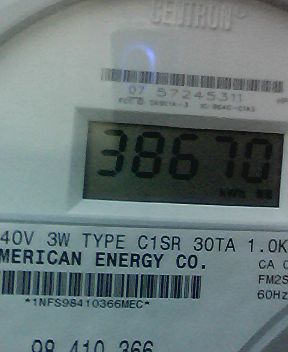 CENTRON
07 57245311
38670
kWh
40V 3W TYPE C1SR 30TA 1.0K
MERICAN ENERGY CO.
CA 0
FM2S
60Hz
*1NFS98410366MEC*
98 410 366